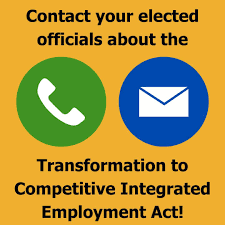 Contact your elected
officials about the
Transformation to
Competitive Integrated
Employment Act!